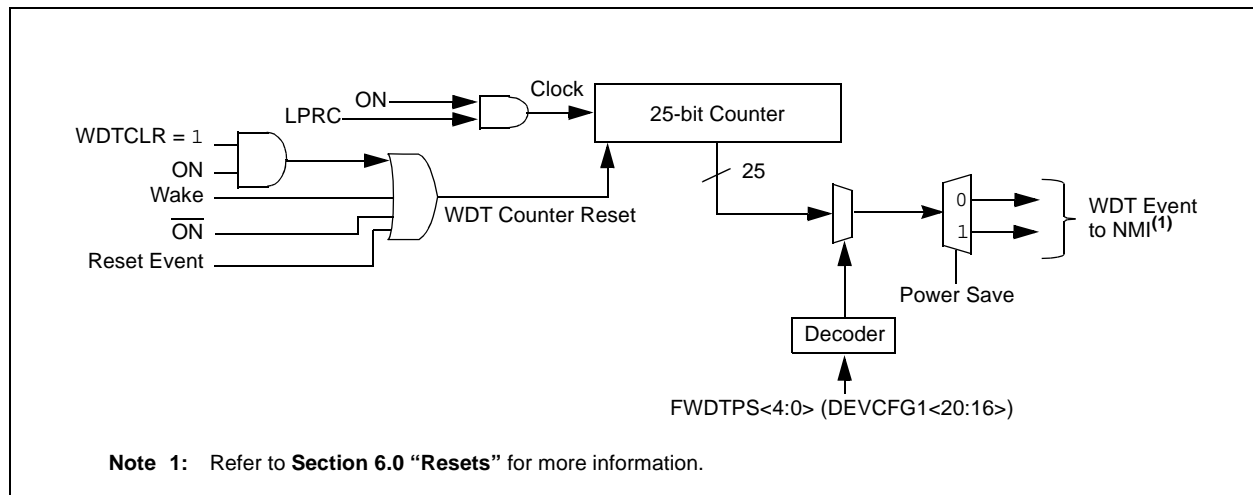 Clock
ON
LPRC
25-bit Counter
WDTCLR = 1
ON
Wake
ON
Reset Event
WDT Counter Reset
25
0
1
WDT Event
to NMI(1)
Power Save
Decoder
FWDTPS<4:0> (DEVCFG1<20:16>)
Note 1: Refer to Section 6.0 “Resets” for more information.